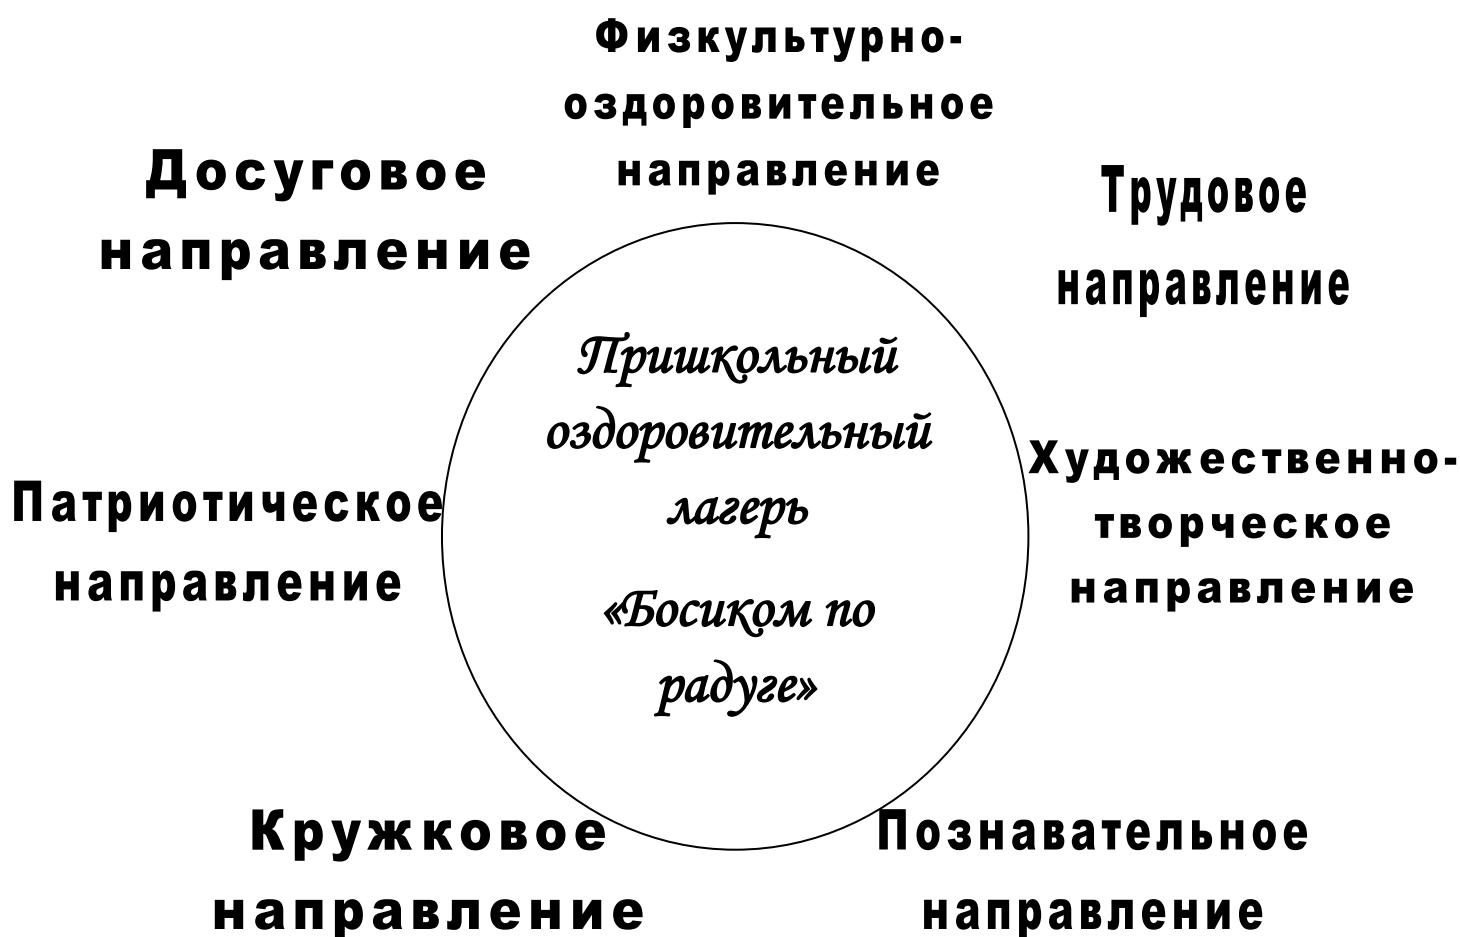 Физкультурно-
оздоровительное
направление
Досуговое
направление
Трудовое
направление
Пришкольный
оздоровительный
лагерь
«Босиком по
радуге»
Патриотическое
направление
Художественно-
творческое
направление
Кружковое
направление
Познавательное
направление